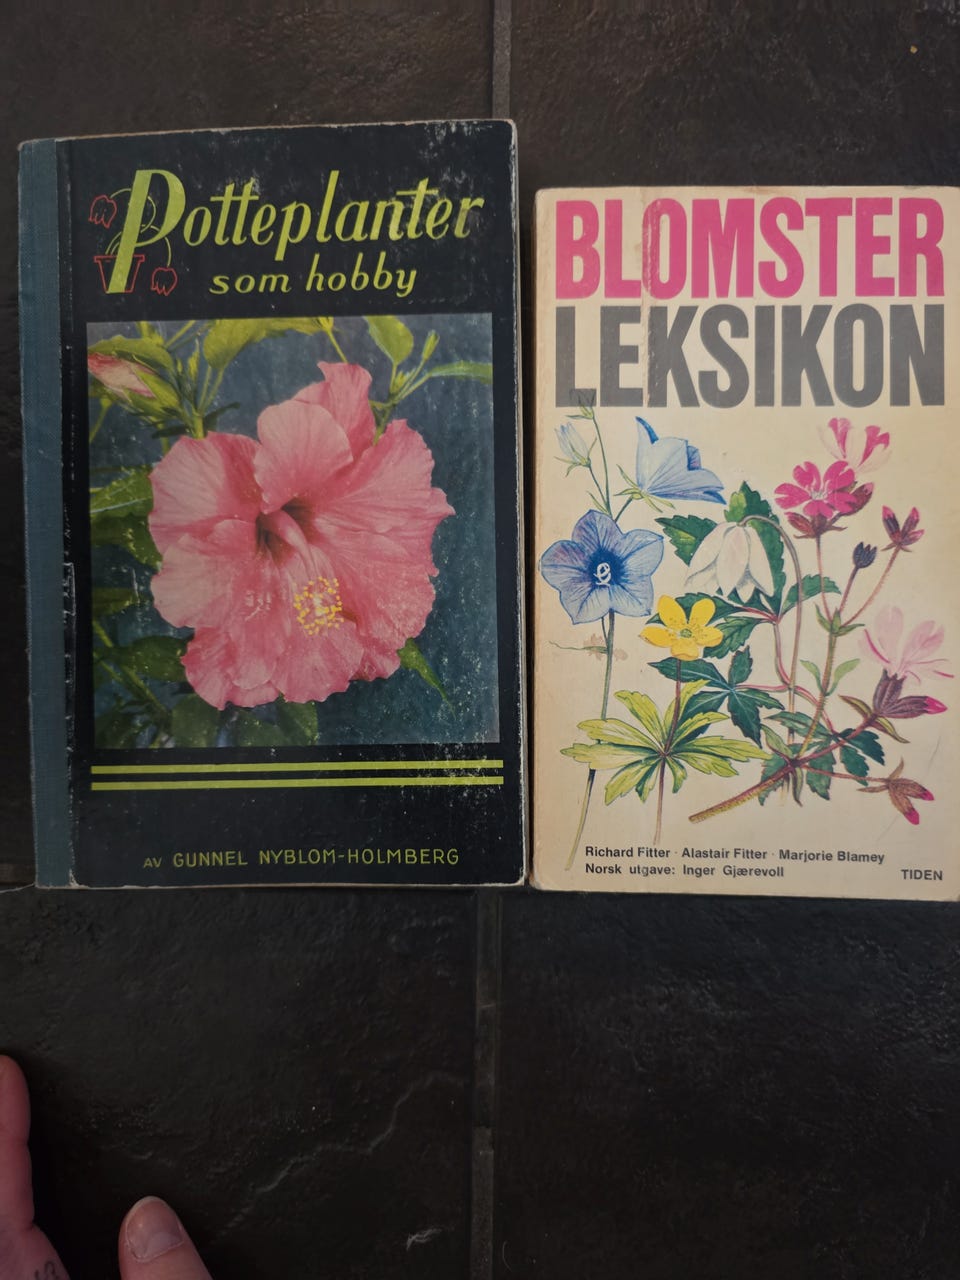 Potteplanter
som hobby
AV GUNNEL NYBLOM-HOLMBERG
BLOMSTER
LEKSIKON
Richard Fitter · Alastair Fitter · Marjorie Blamey
Norsk utgave: Inger Gjærevoll
TIDEN